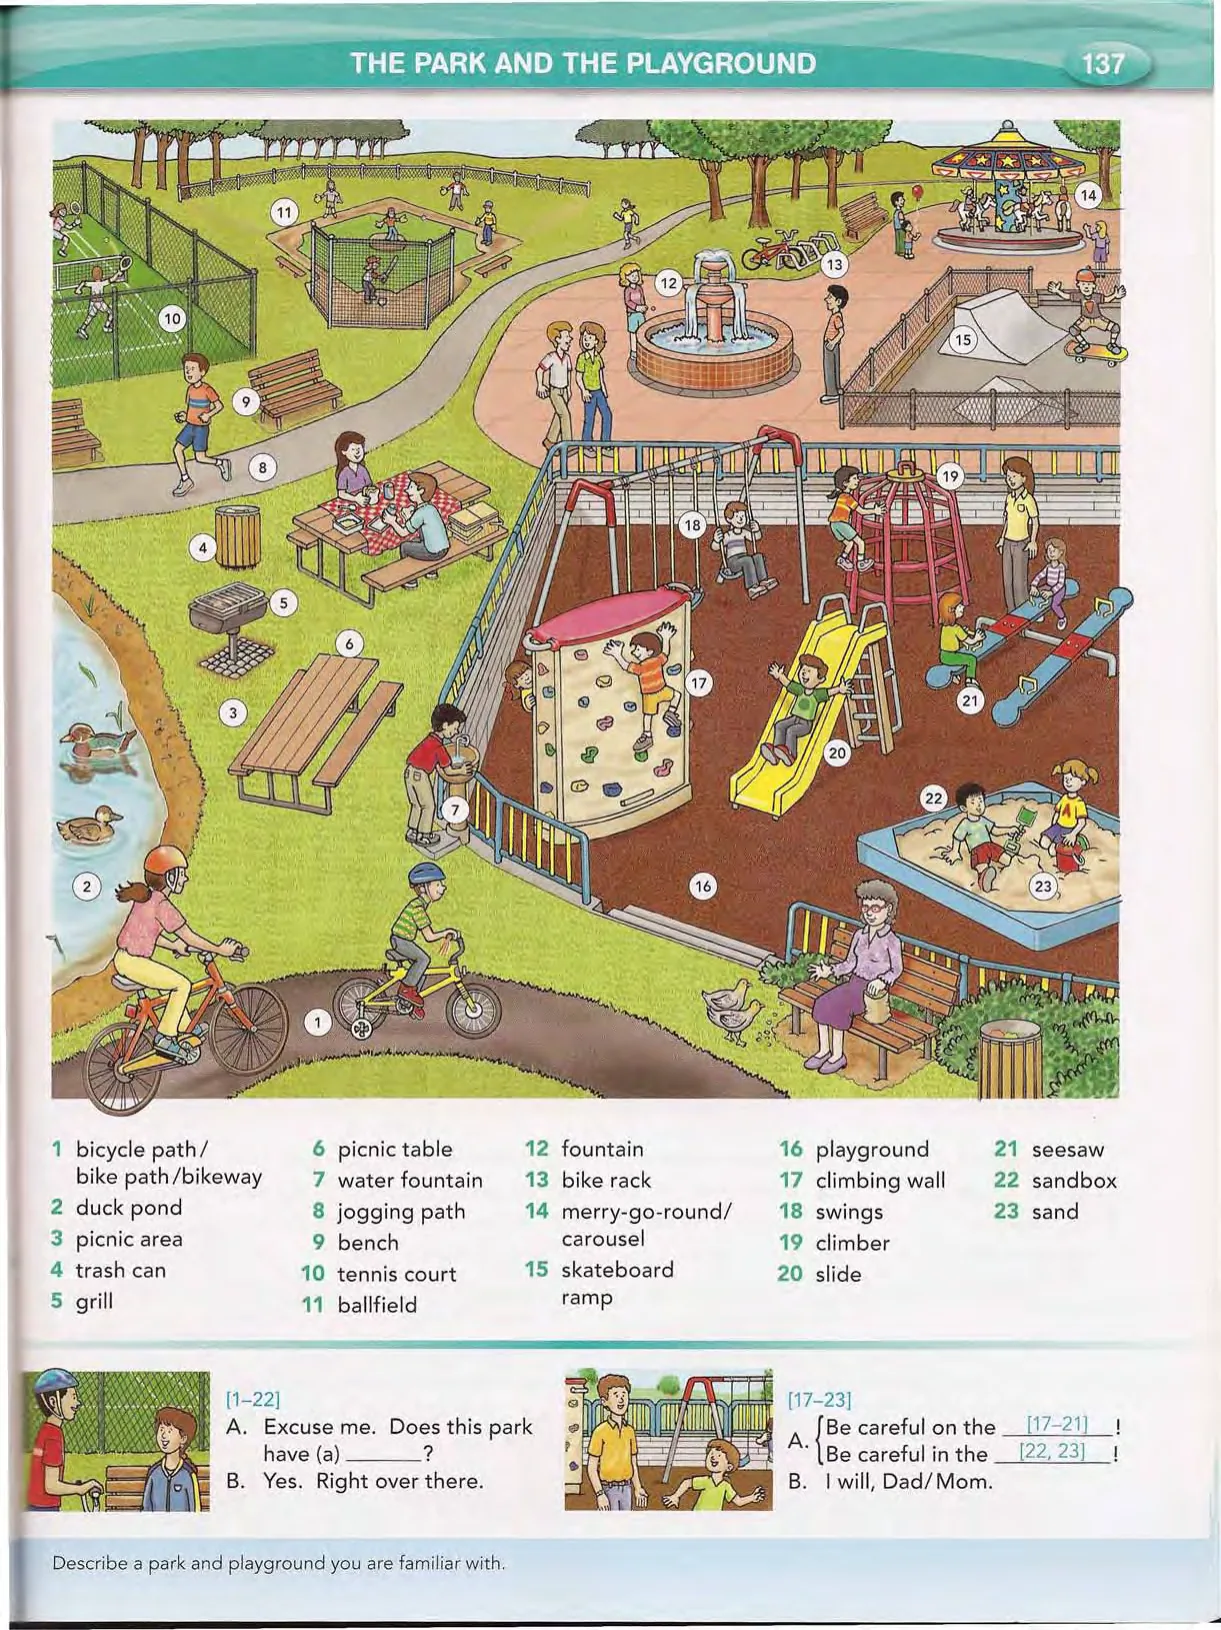 THE PARK AND THE PLAYGROUND
137
11
14
13
12
10
15
9
8
19
18
4
5
6
17
3
21
20
7
22
2
16
23
1
A
1 bicycle path/
bike path/bikeway
2 duck pond
3 picnic area
4 trash can
5 grill
6 picnic table
7 water fountain
8 jogging path
9 bench
10 tennis court
11 ballfield
12 fountain
13 bike rack
14 merry-go-round/
carousel
15 skateboard
ramp
16 playground
17 climbing wall
18 swings
19 climber
20 slide
21 seesaw
22 sandbox
23 sand
[1–22]
A. Excuse me. Does this park
have (a) ______?
B. Yes. Right over there.
[17–23]
A. {Be careful on the [17–21] !
Be careful in the [22, 23] !
B. I will, Dad/Mom.
Describe a park and playground you are familiar with.